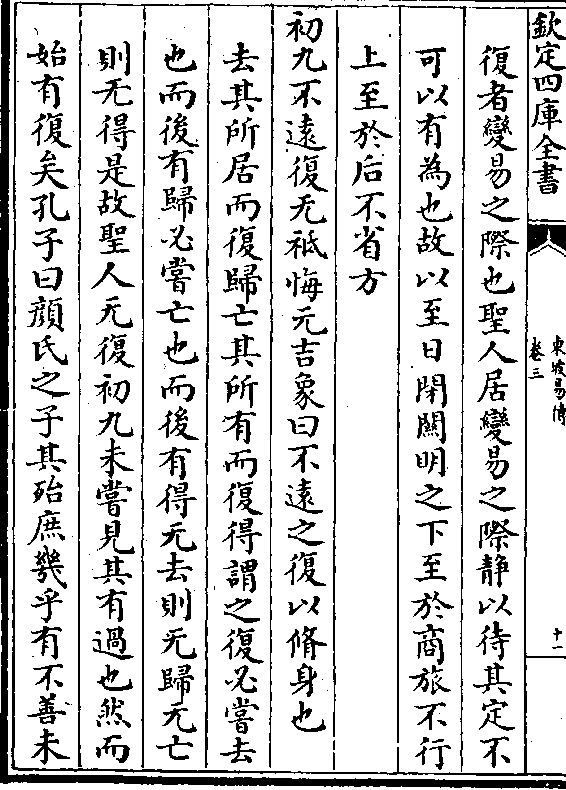 欽定四庫全書
東坡易傳
卷三
十一
復者變易之際也聖人居變易之際静以待其定不
可以有為也故以至日閉關明之下至於商旅不行
上至於后不省方
初九不遠復无祗悔元吉象曰不遠之復以脩身也
去其所居而復歸亡其所有而復得謂之復必嘗去
也而後有歸必嘗亡也而後有得无去則无歸无亡
則无得是故聖人无復初九未嘗見其有過也然而
始有復矣孔子曰顔氏之子其殆庶幾乎有不善未